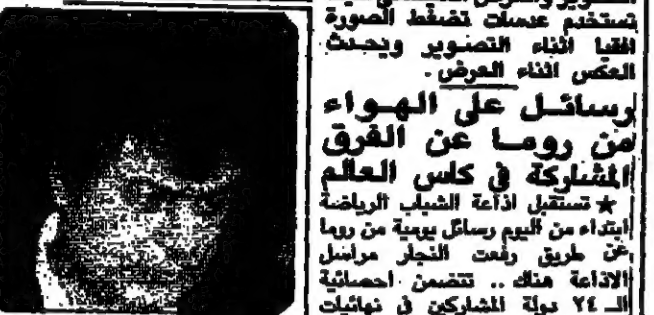 تستخدم عدسات تضغط الصورة
افقيا اثناء التصوير ويحدث
العكس اثناء العرض .
رسائل على الهواء
من روما عن الفرق
المشاركة في كاس العالم
★ تستقبل اذاعة الشباب الرياضة
ابتداء من اليوم رسائل يومية من روما
عن طريق رفعت النجار مراسل
الاذاعة هناك .. تتضمن احصائية
الـ ٢٤ دولة المشاركين في نهائيات